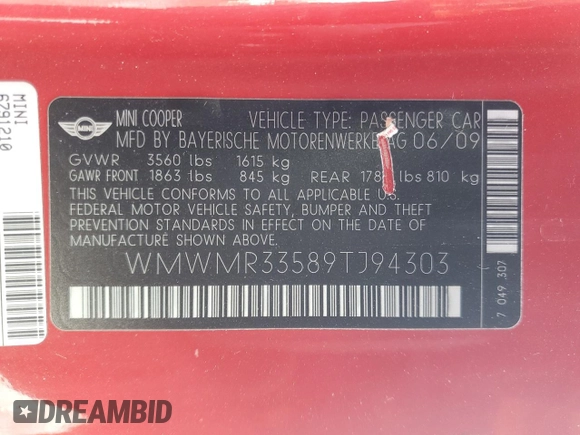 MINI
6291210
MINI
MINI COOPER
VEHICLE TYPE: PASSENGER CAR
MFD BY BAYERISCHE MOTORENWERKE AG 06/09
GVWR 3560 lbs 1615 kg
GAWR FRONT 1863 lbs 845 kg REAR lbs 810 kg
THIS VEHICLE CONFORMS TO ALL APPLICABLE U.S.
FEDERAL MOTOR VEHICLE SAFETY, BUMPER AND THEFT
PREVENTION STANDARDS IN EFFECT ON THE DATE OF
MANUFACTURE SHOWN ABOVE.
WMWMR33589TJ94303
7 049 307
DREAMBID